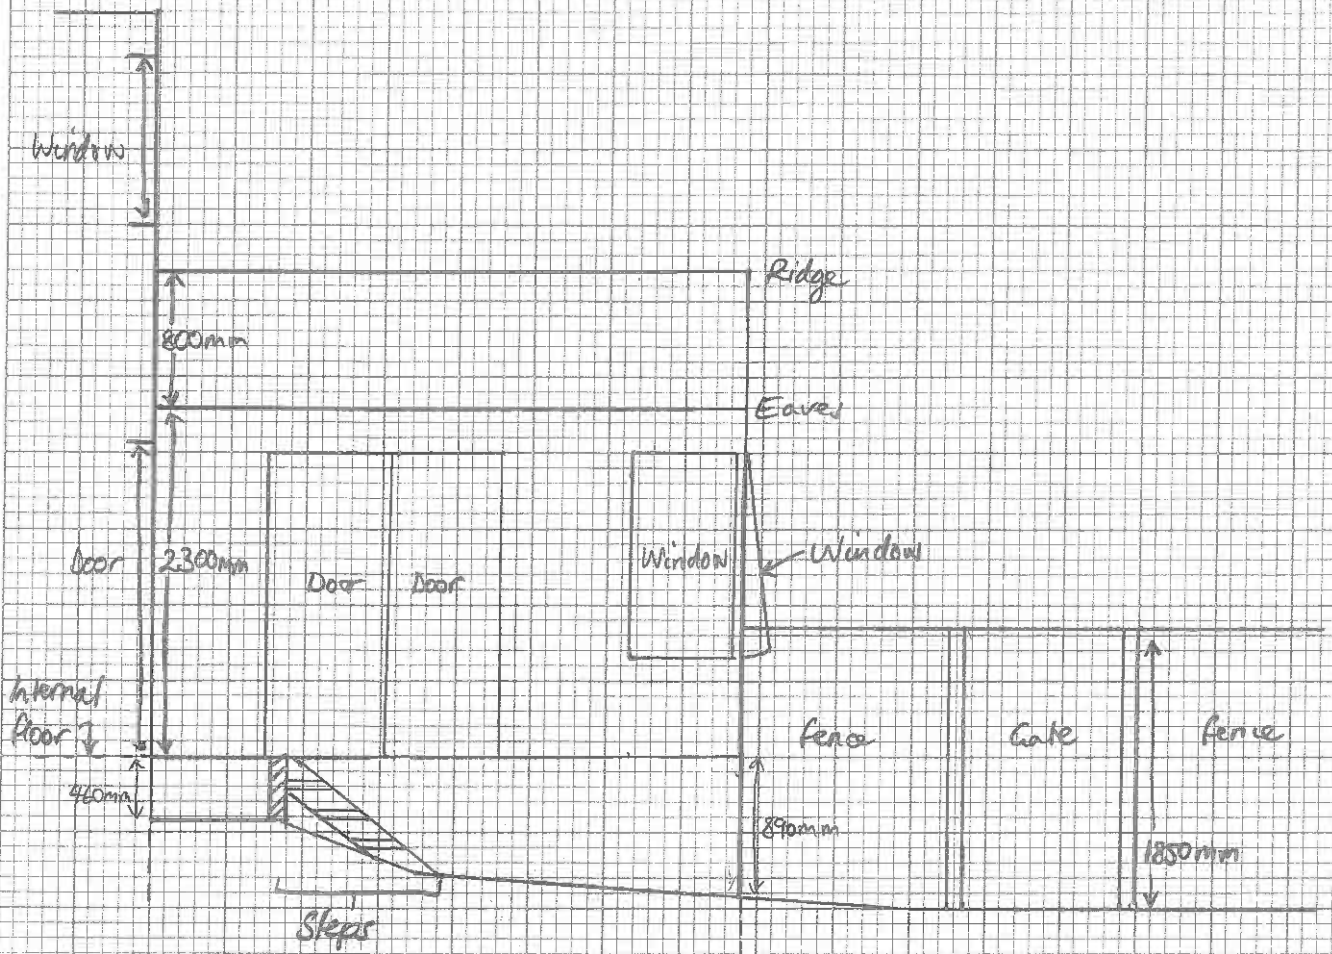 Window
Ridge
800mm
Eaves
Door
2300mm
Door
Door
Window
Window
Internal
floor
fence
Gate
fence
460mm
890mm
1850mm
Steps